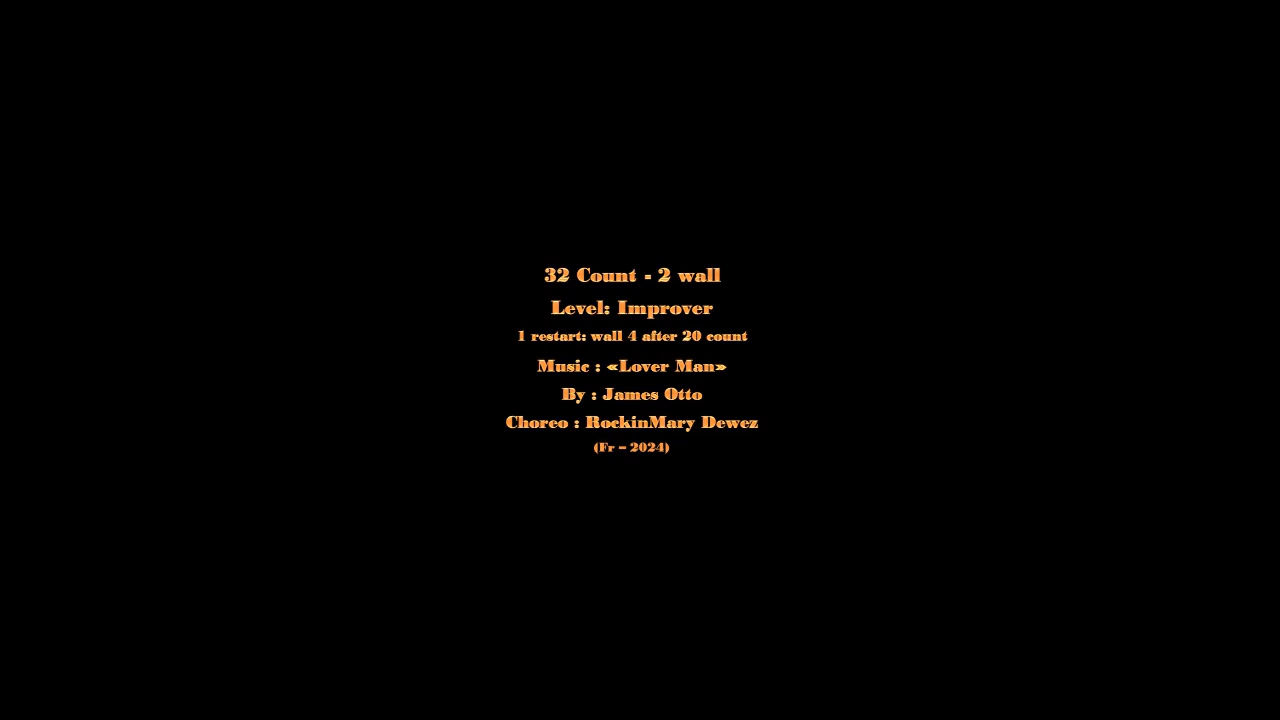 32 Count - 2 wall
Level: Improver
1 restart: wall 4 after 20 count
Music : «Lover Man»
By : James Otto
Choreo : RockinMary Dewez
(Fr – 2024)